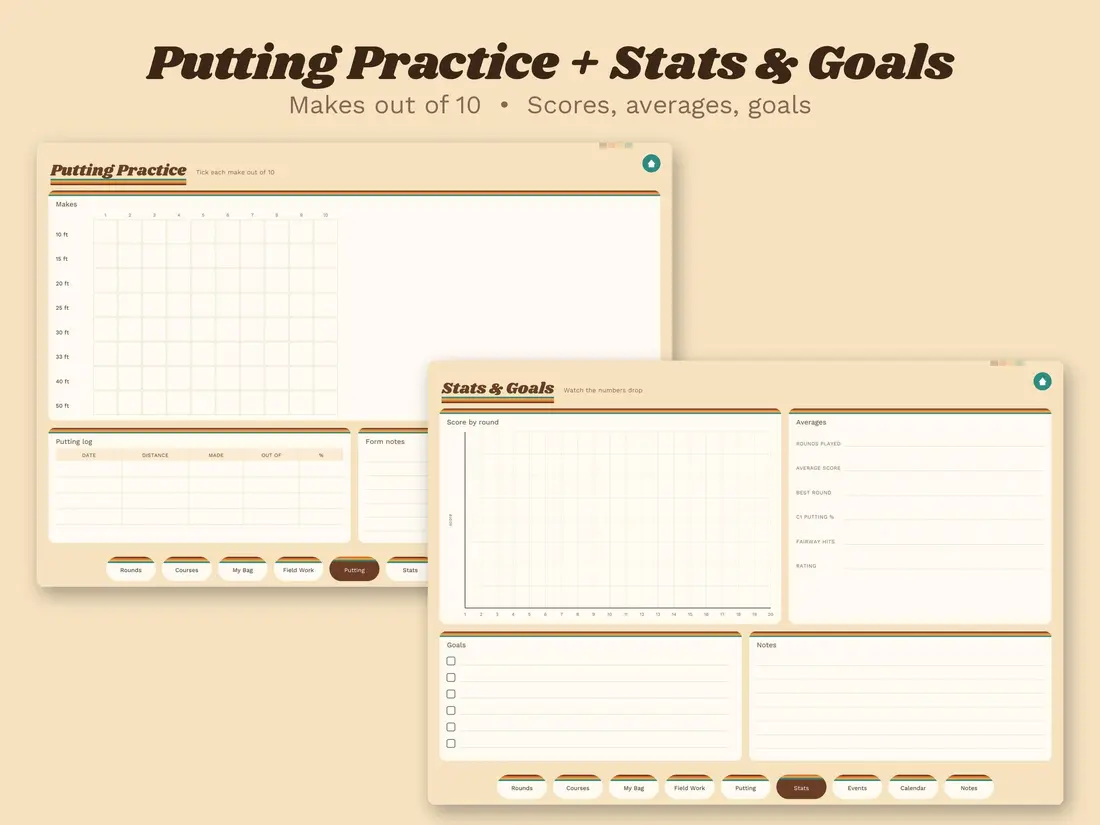 Putting Practice + Stats & Goals
Makes out of 10 • Scores, averages, goals
Putting Practice
Tick each make out of 10
Makes
1 2 3 4 5 6 7 8 9 10
10 ft
15 ft
20 ft
25 ft
30 ft
33 ft
40 ft
50 ft
Putting log
DATE DISTANCE MADE OUT OF %
Form notes
Rounds Courses My Bag Field Work Putting Stats
Stats & Goals
Watch the numbers drop
Score by round
score
1 2 3 4 5 6 7 8 9 10 11 12 13 14 15 16 17 18 19 20
Averages
ROUNDS PLAYED
AVERAGE SCORE
BEST ROUND
C1 PUTTING %
FAIRWAY HITS
RATING
Goals
Notes
Rounds Courses My Bag Field Work Putting Stats Events Calendar Notes